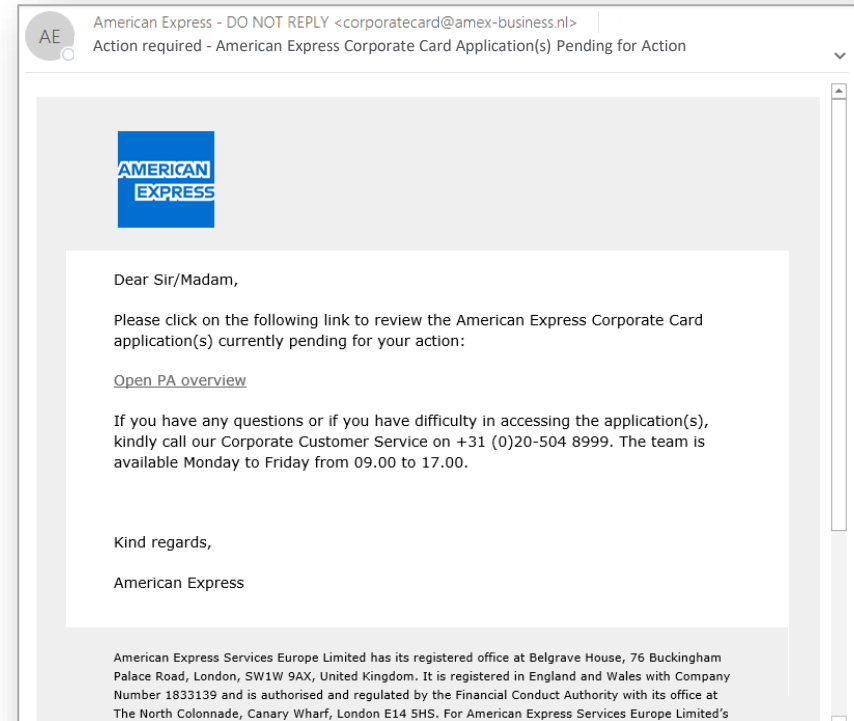 AE
American Express - DO NOT REPLY <corporatecard@amex-business.nl>
Action required - American Express Corporate Card Application(s) Pending for Action
AMERICAN
EXPRESS
Dear Sir/Madam,
Please click on the following link to review the American Express Corporate Card
application(s) currently pending for your action:
Open PA overview
If you have any questions or if you have difficulty in accessing the application(s),
kindly call our Corporate Customer Service on +31 (0)20-504 8999. The team is
available Monday to Friday from 09.00 to 17.00.
Kind regards,
American Express
American Express Services Europe Limited has its registered office at Belgrave House, 76 Buckingham
Palace Road, London, SW1W 9AX, United Kingdom. It is registered in England and Wales with Company
Number 1833139 and is authorised and regulated by the Financial Conduct Authority with its office at
The North Colonnade, Canary Wharf, London E14 5HS. For American Express Services Europe Limited's